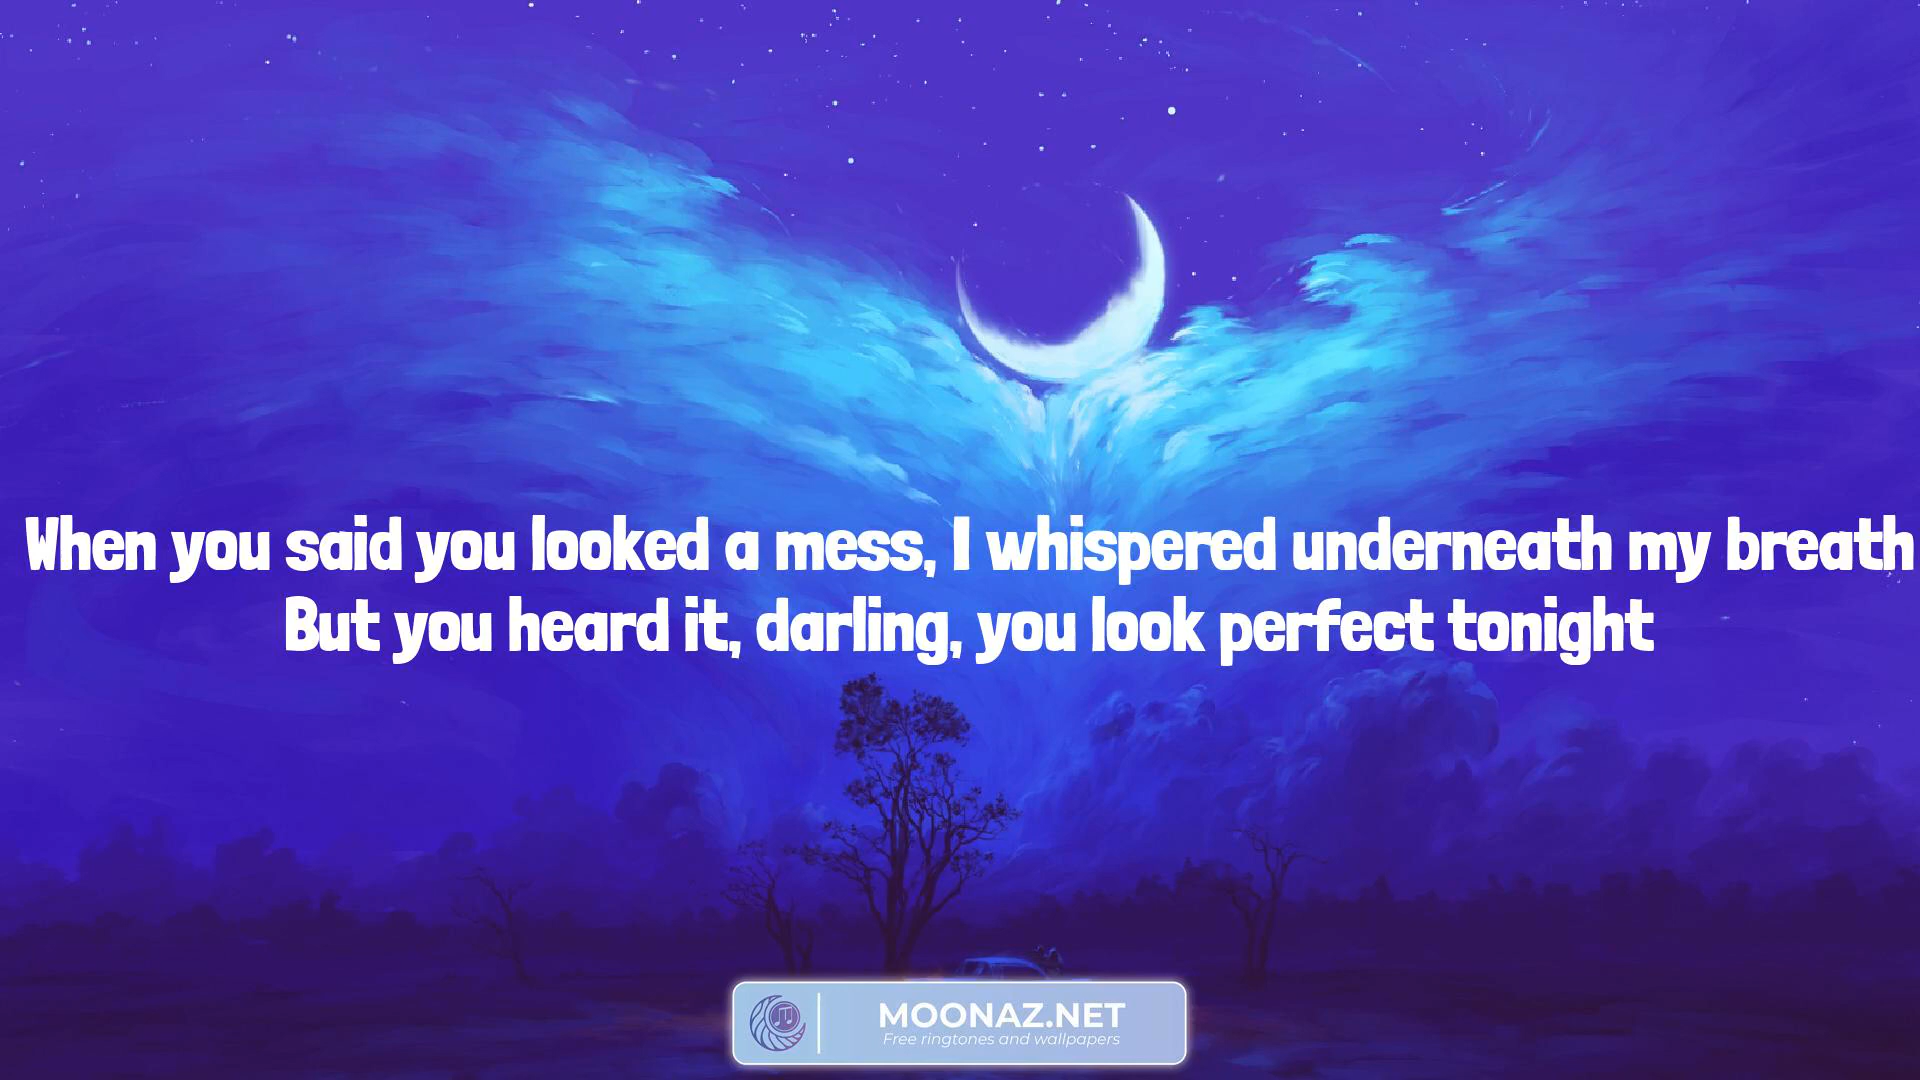 When you said you looked a mess, I whispered underneath my breath
But you heard it, darling, you look perfect tonight
MOONAZ.NET
Free ringtones and wallpapers